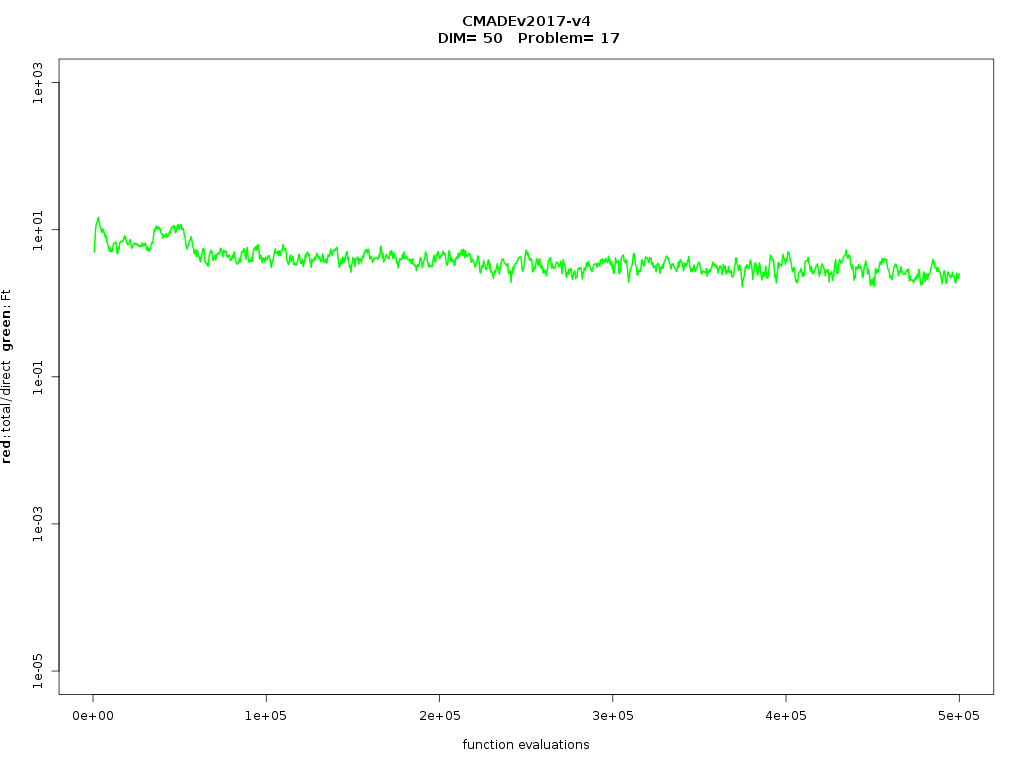 CMADEv2017-v4
DIM= 50 Problem= 17
red: total/direct green: Ft
1e+03
1e+01
1e-01
1e-03
1e-05
0e+00 1e+05 2e+05 3e+05 4e+05 5e+05
function evaluations